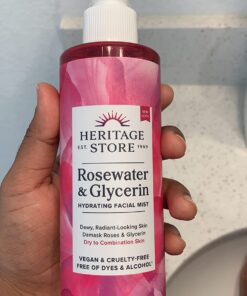 HERITAGE
EST. STORE 1969
Rosewater
& Glycerin
HYDRATING FACIAL MIST
Dewy, Radiant-Looking Skin
Damask Roses & Glycerin
Dry to Combination Skin
VEGAN & CRUELTY-FREE
FREE OF DYES & ALCOHOL